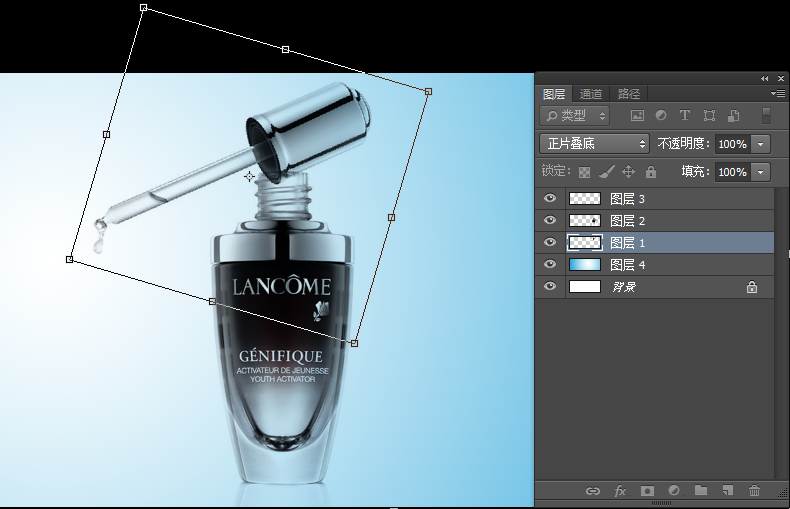 图层 通道 路径
类型
正片叠底 不透明度: 100%
锁定: 填充: 100%
图层 3
图层 2
图层 1
图层 4
背景
fx
LANCÔME
GÉNIFIQUE
ACTIVATEUR DE JEUNESSE
YOUTH ACTIVATOR